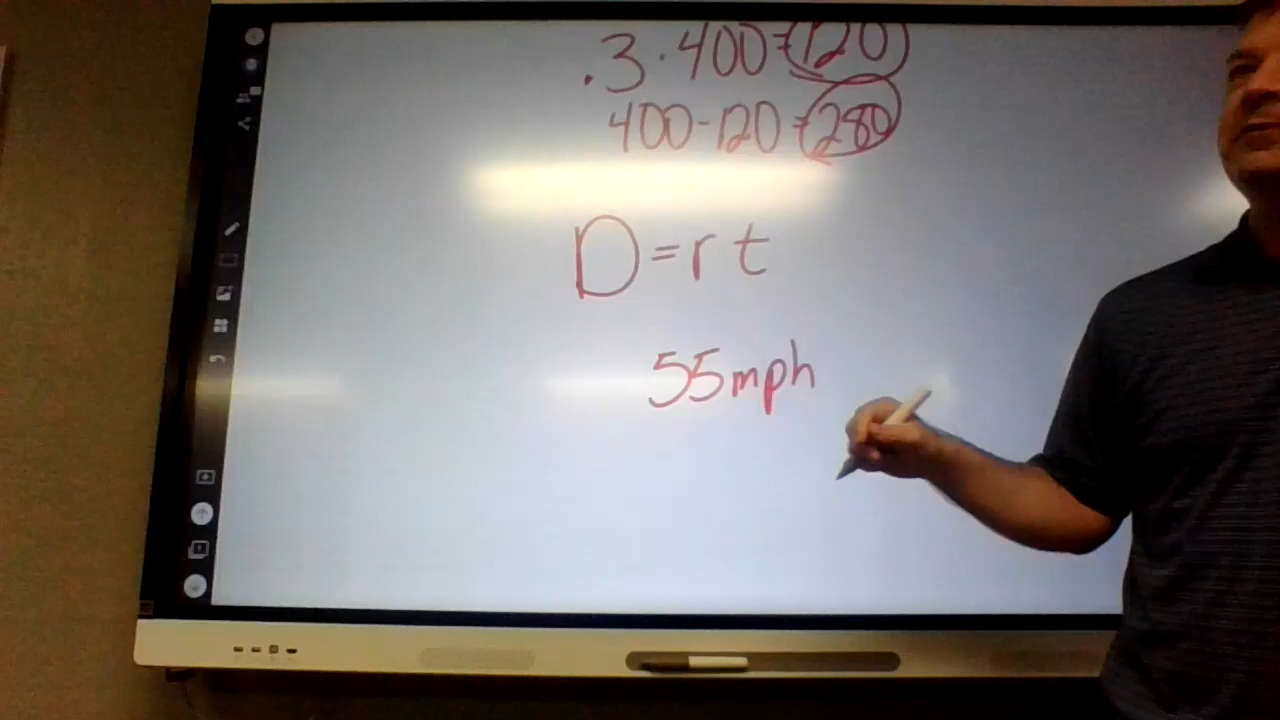 .3 · 400 = 120
400 - 120 = 280
D = rt
55mph